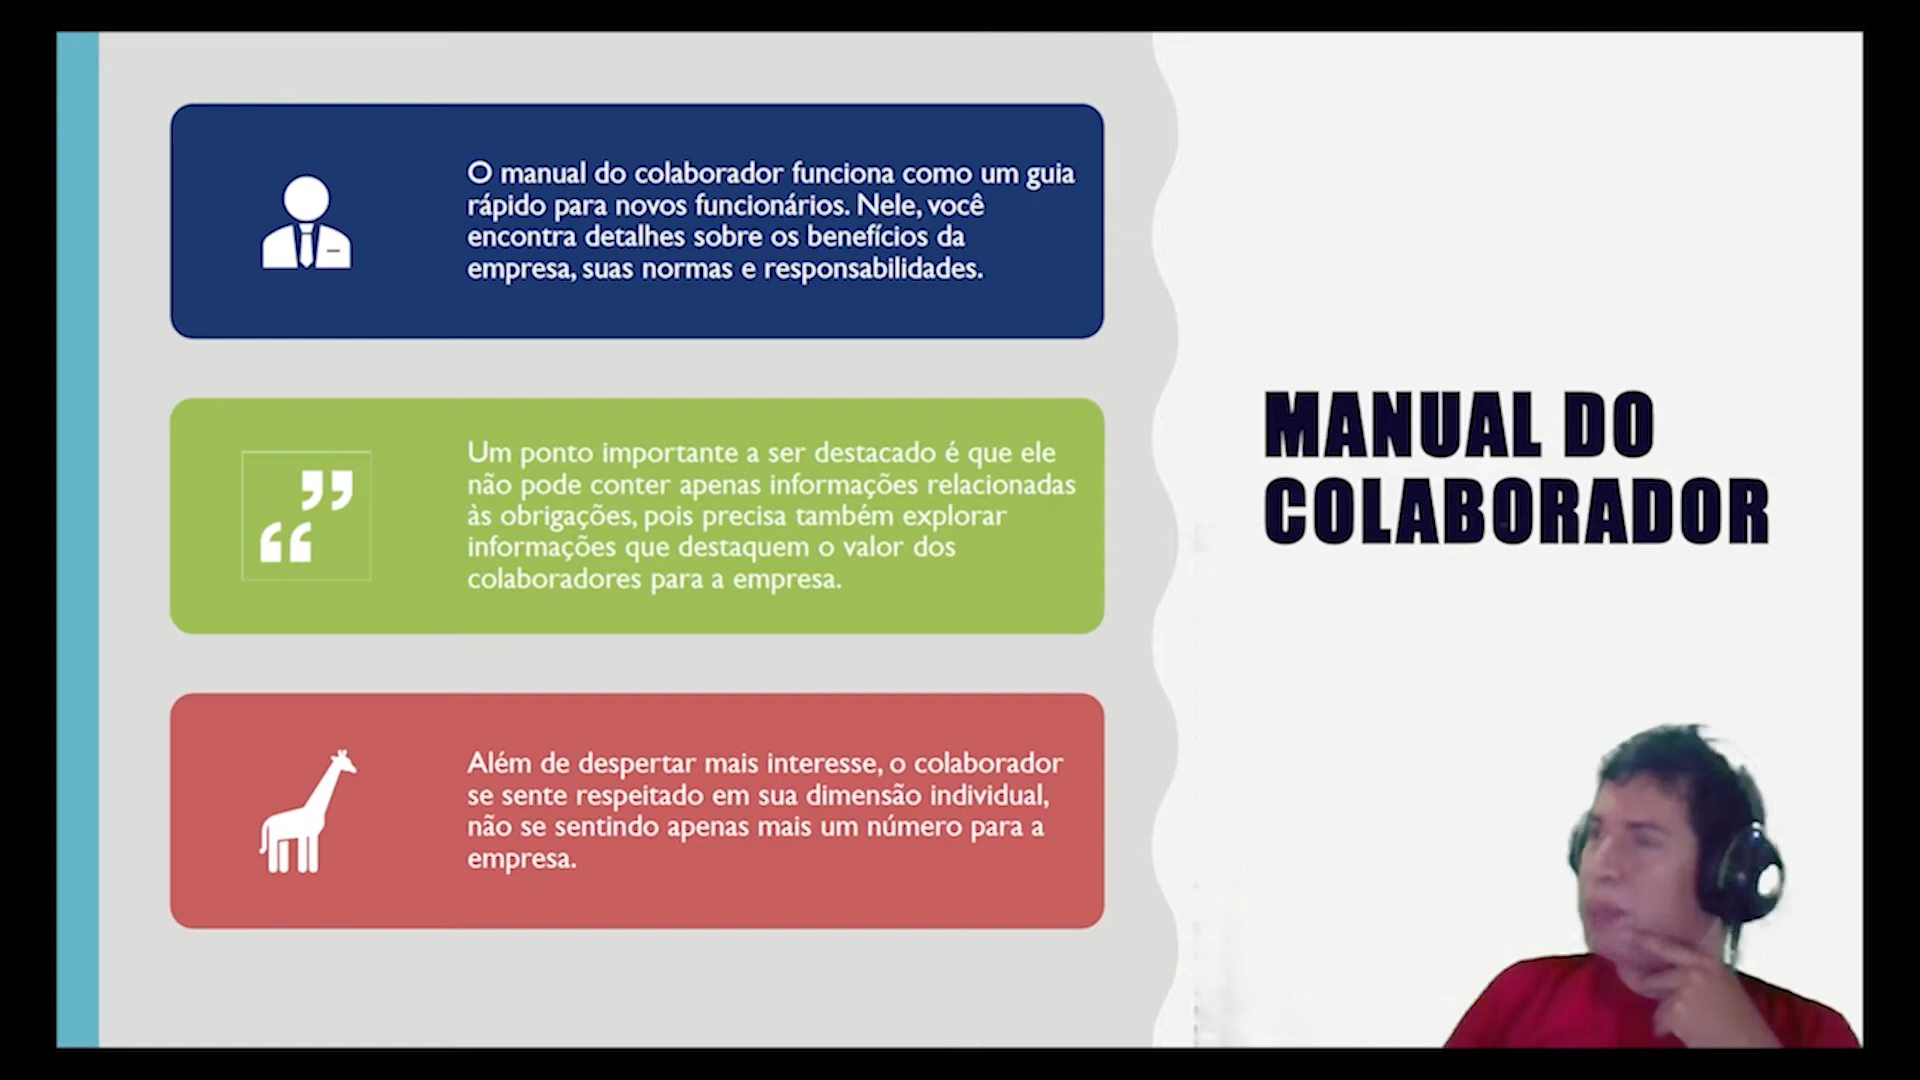 O manual do colaborador funciona como um guia
rápido para novos funcionários. Nele, você
encontra detalhes sobre os benefícios da
empresa, suas normas e responsabilidades.
Um ponto importante a ser destacado é que ele
não pode conter apenas informações relacionadas
às obrigações, pois precisa também explorar
informações que destaquem o valor dos
colaboradores para a empresa.
Além de despertar mais interesse, o colaborador
se sente respeitado em sua dimensão individual,
não se sentindo apenas mais um número para a
empresa.
MANUAL DO
COLABORADOR